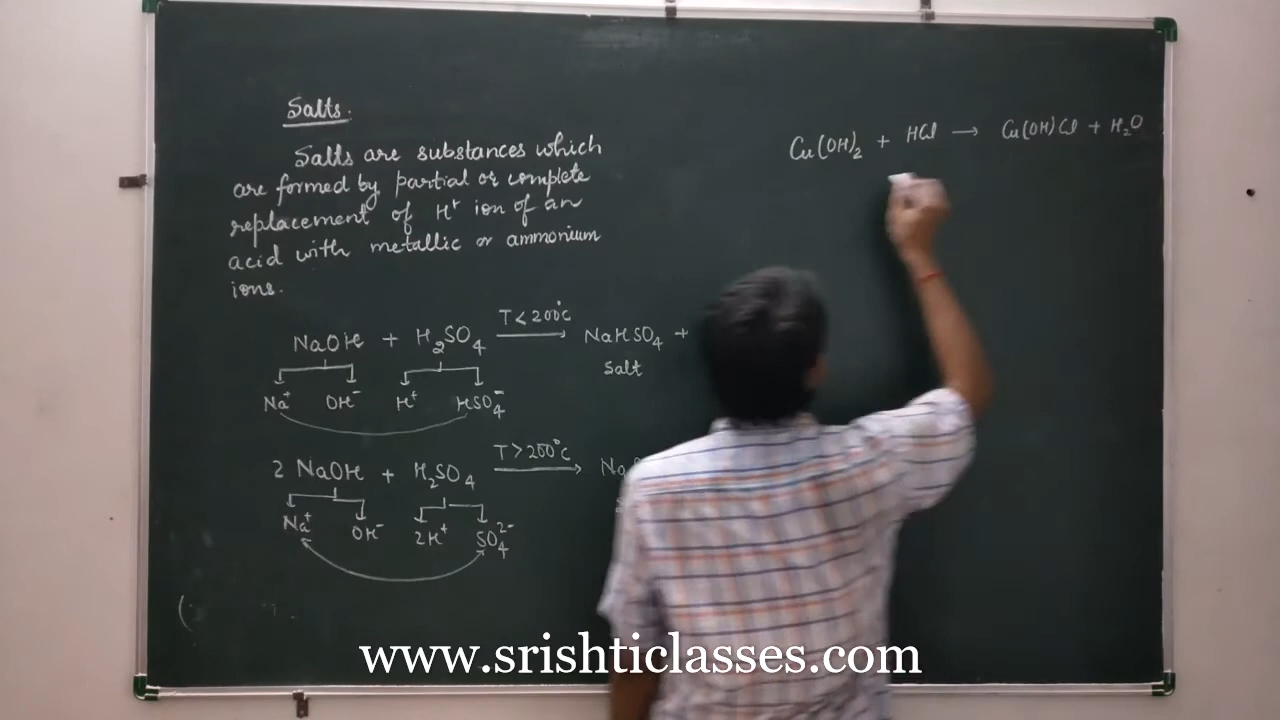 Salts.
Salts are substances which
are formed by partial or complete
replacement of H⁺ ion of an
acid with metallic or ammonium
ions.
NaOH + H₂SO₄ T < 200°C → NaHSO₄ +
Salt
Na⁺ OH⁻ H⁺ HSO₄⁻
2 NaOH + H₂SO₄ T > 200°C →
Na⁺ OH⁻ 2H⁺ SO₄²⁻
Cu(OH)₂ + HCl → Cu(OH)Cl + H₂O
www.srishticlasses.com